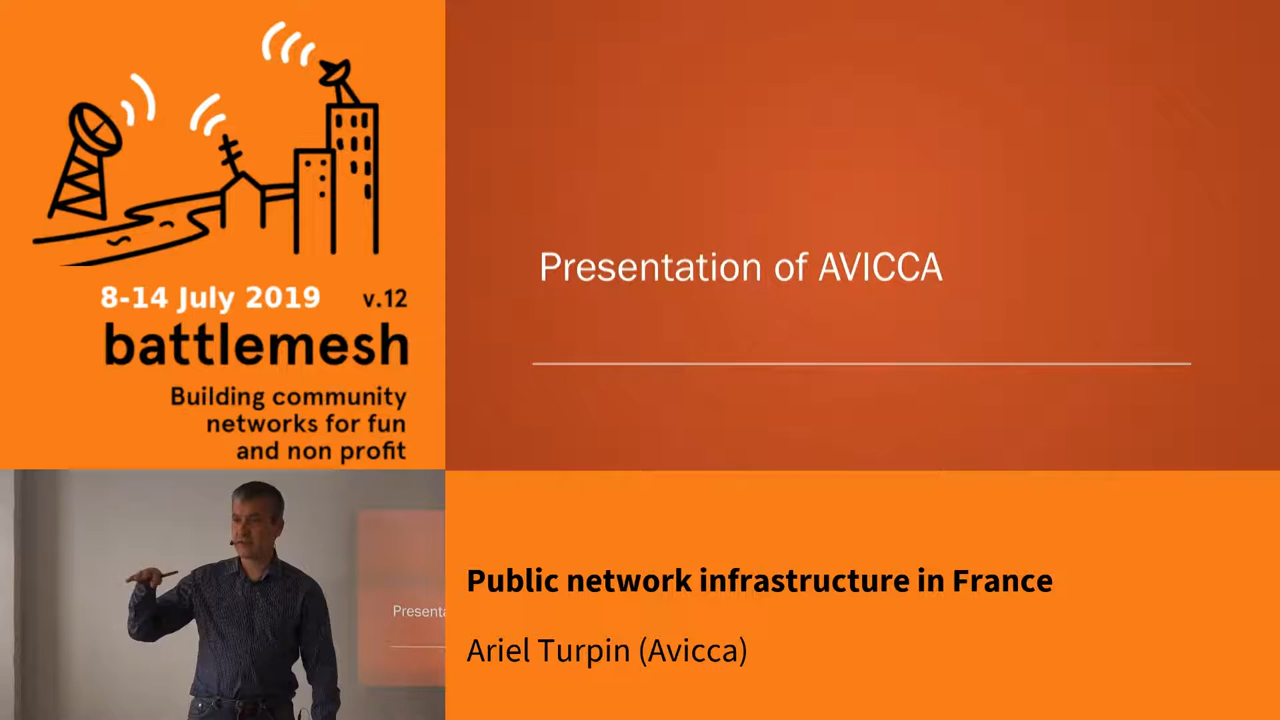 8-14 July 2019 v.12
battlemesh
Building community
networks for fun
and non profit
Presentation of AVICCA
Presenta
Public network infrastructure in France
Ariel Turpin (Avicca)